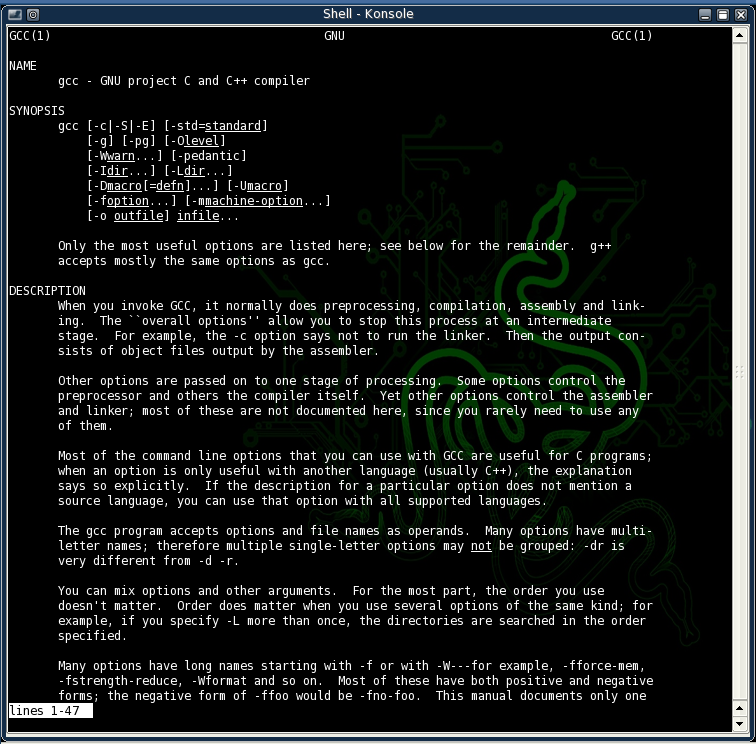 Shell - Konsole
GCC(1) GNU GCC(1)
NAME
gcc - GNU project C and C++ compiler
SYNOPSIS
gcc [-c|-S|-E] [-std=standard]
[-g] [-pg] [-Olevel]
[-Wwarn...] [-pedantic]
[-Idir...] [-Ldir...]
[-Dmacro[=defn]...] [-Umacro]
[-foption...] [-mmachine-option...]
[-o outfile] infile...
Only the most useful options are listed here; see below for the remainder.  g++
accepts mostly the same options as gcc.
DESCRIPTION
When you invoke GCC, it normally does preprocessing, compilation, assembly and link-
ing.  The ``overall options'' allow you to stop this process at an intermediate
stage.  For example, the -c option says not to run the linker.  Then the output con-
sists of object files output by the assembler.
Other options are passed on to one stage of processing.  Some options control the
preprocessor and others the compiler itself.  Yet other options control the assembler
and linker; most of these are not documented here, since you rarely need to use any
of them.
Most of the command line options that you can use with GCC are useful for C programs;
when an option is only useful with another language (usually C++), the explanation
says so explicitly.  If the description for a particular option does not mention a
source language, you can use that option with all supported languages.
The gcc program accepts options and file names as operands.  Many options have multi-
letter names; therefore multiple single-letter options may not be grouped: -dr is
very different from -d -r.
You can mix options and other arguments.  For the most part, the order you use
doesn't matter.  Order does matter when you use several options of the same kind; for
example, if you specify -L more than once, the directories are searched in the order
specified.
Many options have long names starting with -f or with -W---for example, -fforce-mem,
-fstrength-reduce, -Wformat and so on.  Most of these have both positive and negative
forms; the negative form of -ffoo would be -fno-foo.  This manual documents only one
lines 1-47